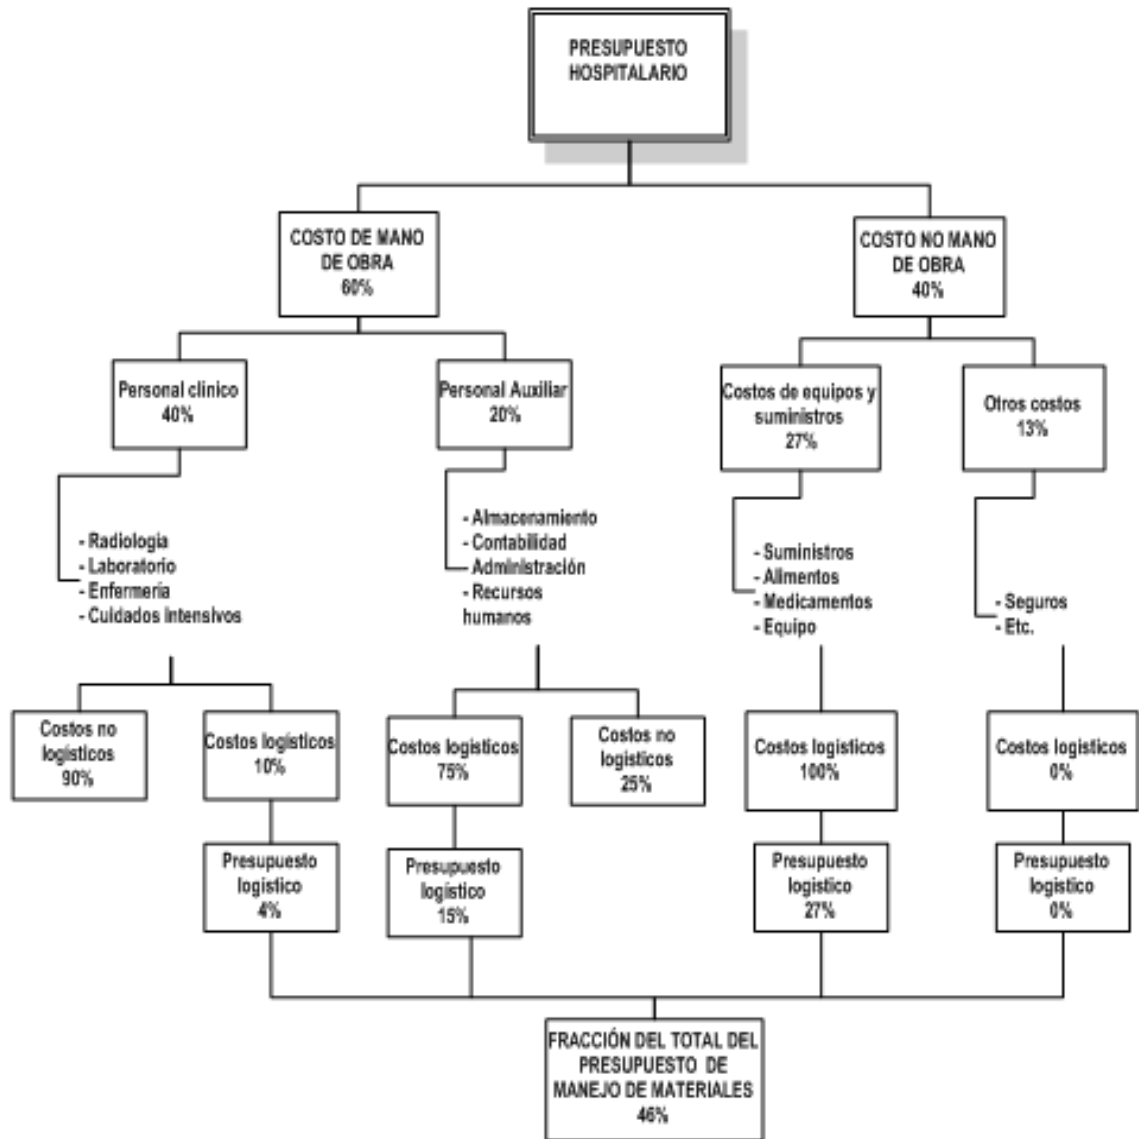 PRESUPUESTO
HOSPITALARIO
COSTO DE MANO
DE OBRA
60%
COSTO NO MANO
DE OBRA
40%
Personal clínico
40%
Personal Auxiliar
20%
Costos de equipos y
suministros
27%
Otros costos
13%
- Radiología
- Laboratorio
- Enfermería
- Cuidados intensivos
- Almacenamiento
- Contabilidad
- Administración
- Recursos
humanos
- Suministros
- Alimentos
- Medicamentos
- Equipo
- Seguros
- Etc.
Costos no
logísticos
90%
Costos logísticos
10%
Costos logísticos
75%
Costos no
logísticos
25%
Costos logísticos
100%
Costos logísticos
0%
Presupuesto
logístico
4%
Presupuesto
logístico
15%
Presupuesto
logístico
27%
Presupuesto
logístico
0%
FRACCIÓN DEL TOTAL DEL
PRESUPUESTO DE
MANEJO DE MATERIALES
46%